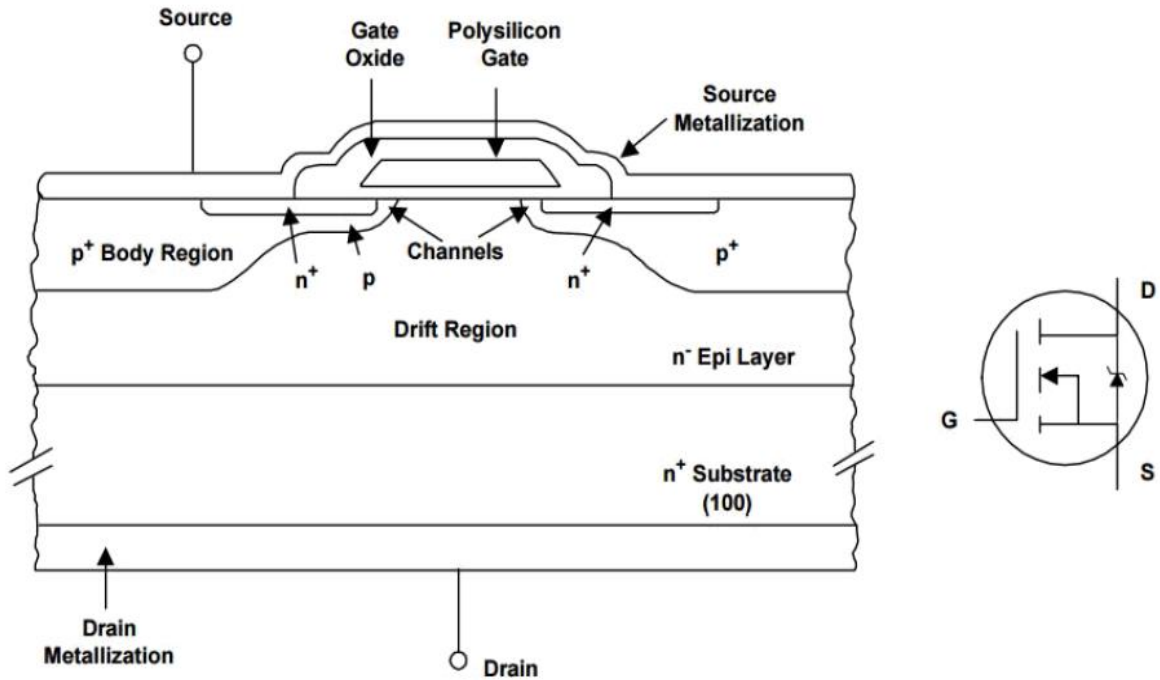 Source
Gate
Oxide
Polysilicon
Gate
Source
Metallization
p+ Body Region
n+
p
Channels
n+
p+
Drift Region
n- Epi Layer
n+ Substrate
(100)
Drain
Metallization
Drain
D
G
S